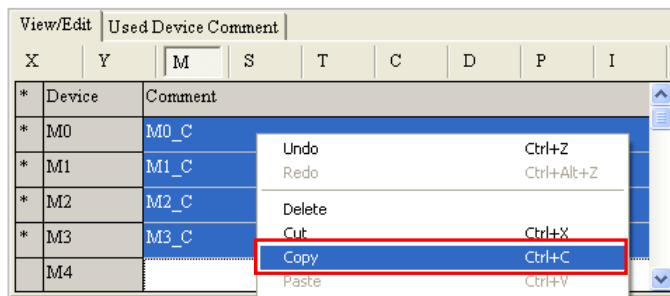 View/Edit Used Device Comment
X Y M S T C D P I
* Device Comment
* M0 M0_C
* M1 M1_C
* M2 M2_C
* M3 M3_C
M4
Undo Ctrl+Z
Redo Ctrl+Alt+Z
Delete
Cut Ctrl+X
Copy Ctrl+C
Paste Ctrl+V